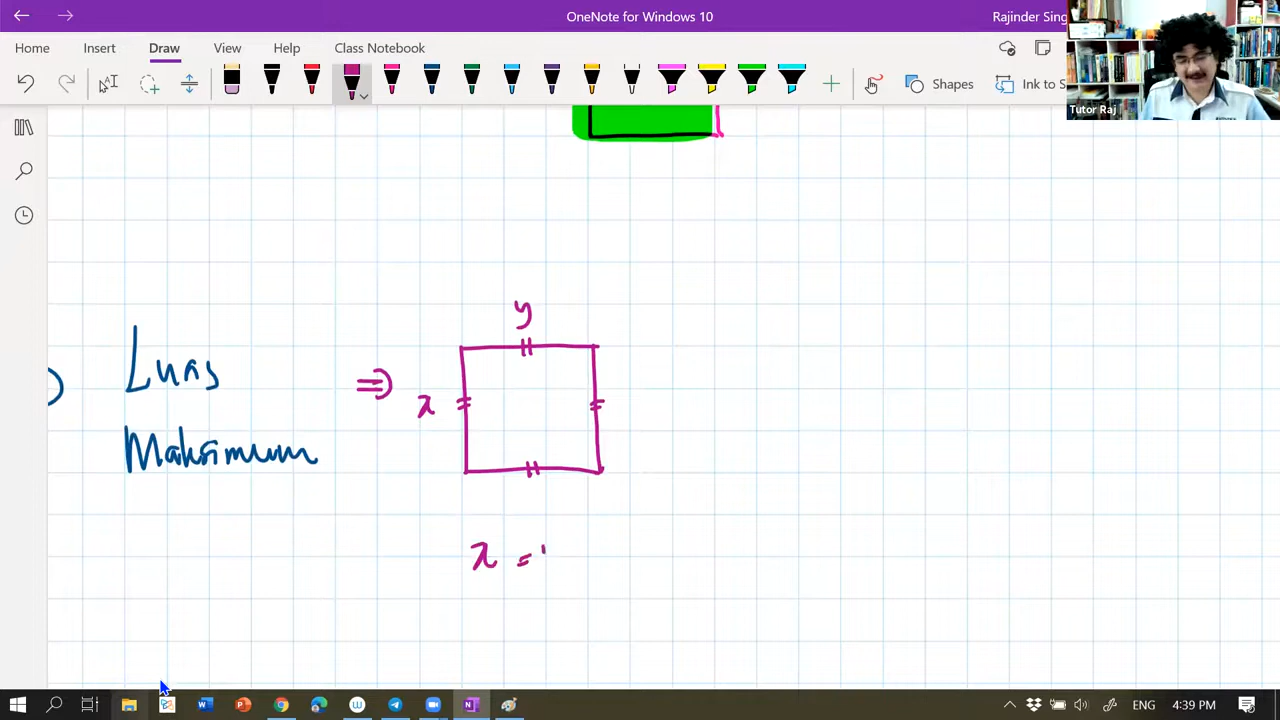 OneNote for Windows 10
Rajinder Sing
Home Insert Draw View Help Class Notebook
Shapes Ink to S
Tutor Raj
y
Luas
⇒
x
Maksimum
x =
ENG 4:39 PM